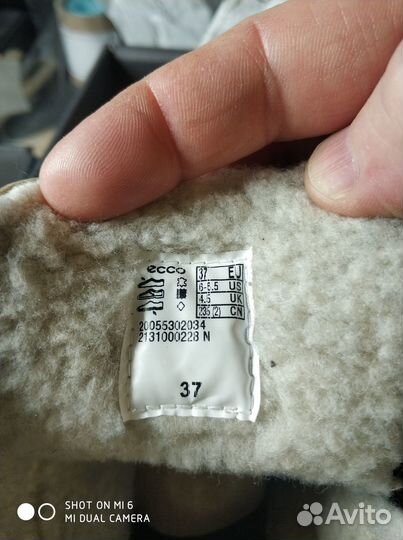 ecco
37 EU
6-6.5 US
4.5 UK
235(2) CN
20055302034
2131000228 N
37
SHOT ON MI 6
MI DUAL CAMERA
Avito